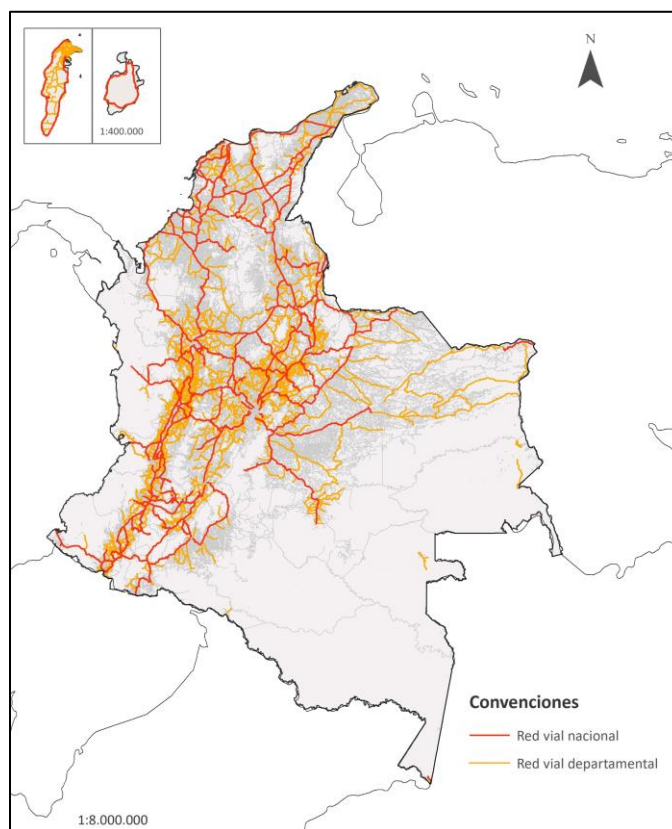 N
1:400.000
Convenciones
Red vial nacional
Red vial departamental
1:8.000.000